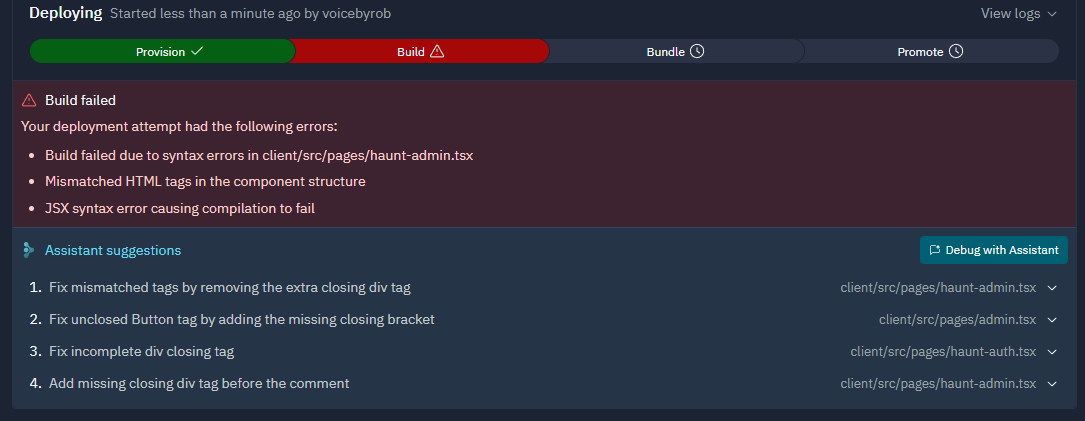 Deploying Started less than a minute ago by voicebyrob View logs
Provision Build Bundle Promote
Build failed
Your deployment attempt had the following errors:
• Build failed due to syntax errors in client/src/pages/haunt-admin.tsx
• Mismatched HTML tags in the component structure
• JSX syntax error causing compilation to fail
Assistant suggestions Debug with Assistant
1. Fix mismatched tags by removing the extra closing div tag client/src/pages/haunt-admin.tsx
2. Fix unclosed Button tag by adding the missing closing bracket client/src/pages/admin.tsx
3. Fix incomplete div closing tag client/src/pages/haunt-auth.tsx
4. Add missing closing div tag before the comment client/src/pages/haunt-admin.tsx